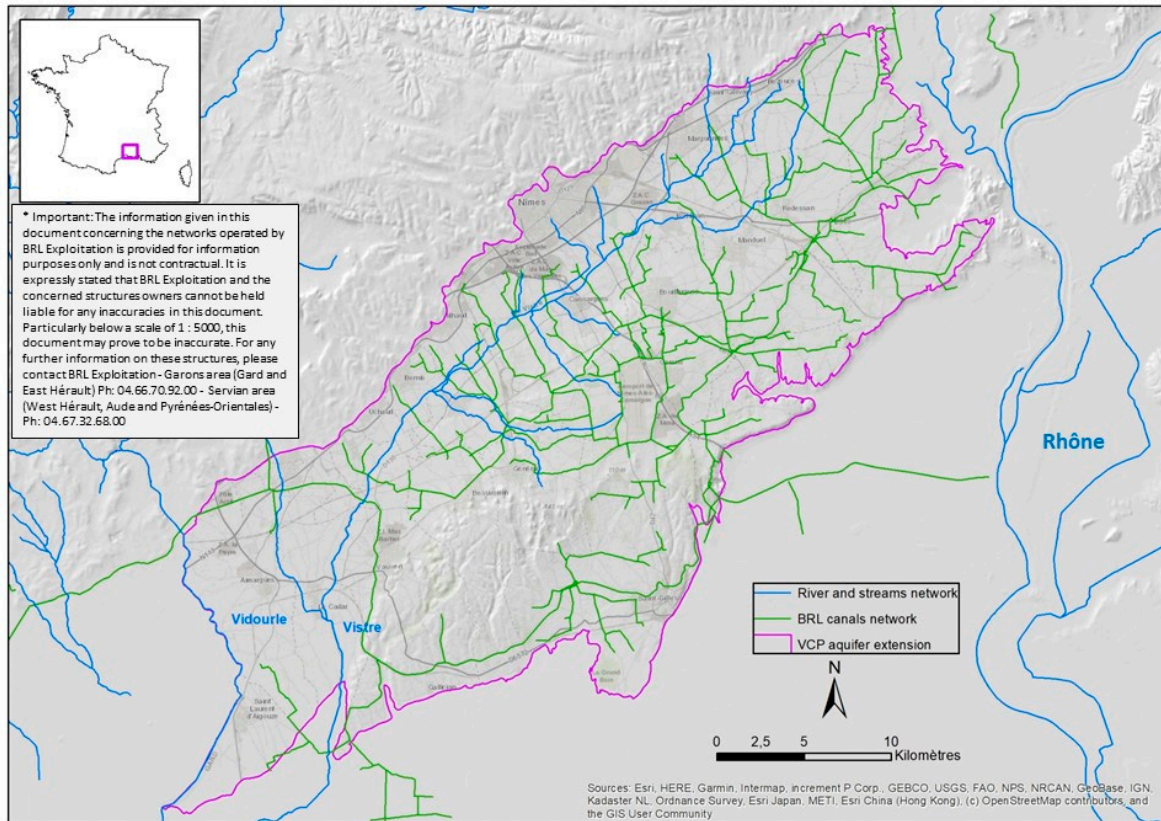 * Important: The information given in this
document concerning the networks operated by
BRL Exploitation is provided for information
purposes only and is not contractual. It is
expressly stated that BRL Exploitation and the
concerned structures owners cannot be held
liable for any inaccuracies in this document.
Particularly below a scale of 1 : 5000, this
document may prove to be inaccurate. For any
further information on these structures, please
contact BRL Exploitation - Garons area (Gard and
East Hérault) Ph: 04.66.70.92.00 - Servian area
(West Hérault, Aude and Pyrénées-Orientales) -
Ph: 04.67.32.68.00
Marguerittes
Nîmes
Redessan
Manduel
Bouillargues
Milhaud
Bernis
Uchaud
Générac
Beauvoisin
Vauvert
Aimargues
Le Cailar
Vidourle
Vistre
Rhône
Saint-Gilles
Gallician
Saint
Laurent
d'Aigouze
River and streams network
BRL canals network
VCP aquifer extension
N
0 2,5 5 10
Kilomètres
Sources: Esri, HERE, Garmin, Intermap, increment P Corp., GEBCO, USGS, FAO, NPS, NRCAN, GeoBase, IGN,
Kadaster NL, Ordnance Survey, Esri Japan, METI, Esri China (Hong Kong), (c) OpenStreetMap contributors, and
the GIS User Community